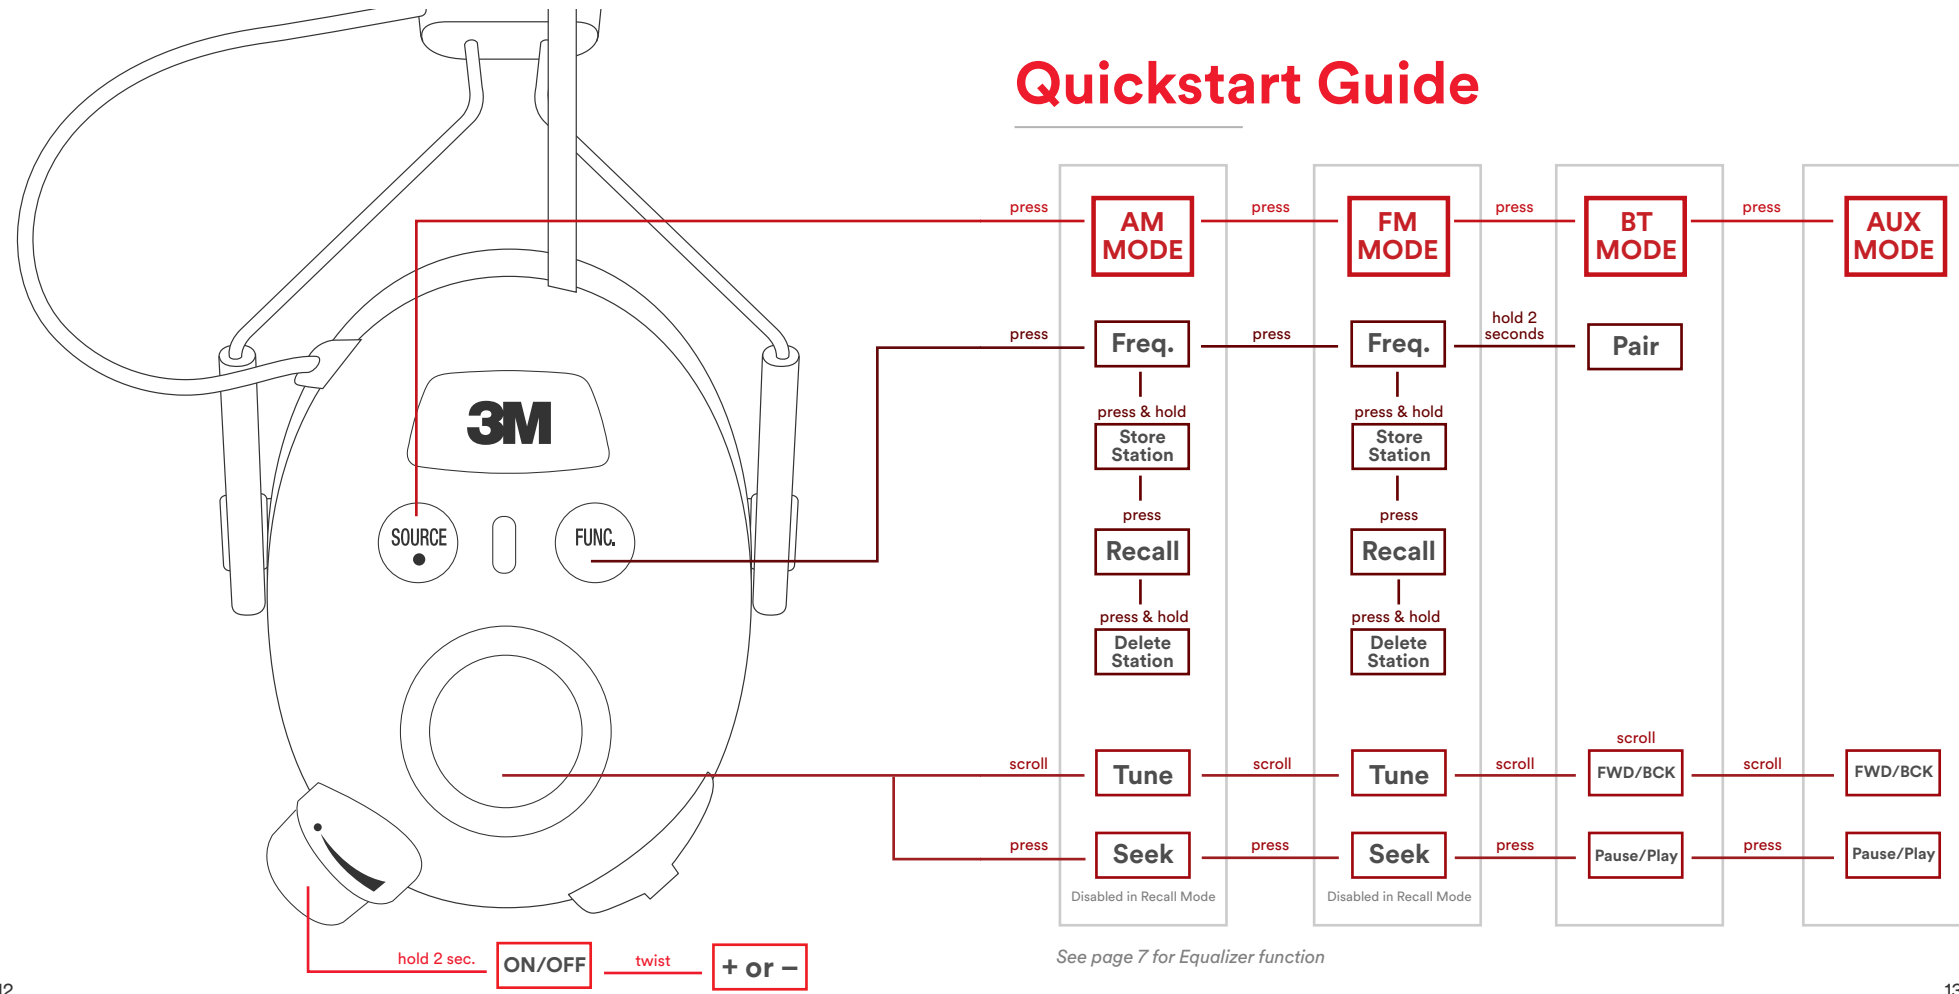 Quickstart Guide
press
AM
MODE
press
FM
MODE
press
BT
MODE
press
AUX
MODE
press
Freq.
press
Freq.
hold 2
seconds
Pair
press & hold
Store
Station
press
Recall
press & hold
Delete
Station
press & hold
Store
Station
press
Recall
press & hold
Delete
Station
3M
SOURCE
FUNC.
scroll
Tune
scroll
Tune
scroll
scroll
FWD/BCK
scroll
FWD/BCK
press
Seek
press
Seek
press
Pause/Play
press
Pause/Play
Disabled in Recall Mode
Disabled in Recall Mode
See page 7 for Equalizer function
hold 2 sec.
ON/OFF
twist
+ or –